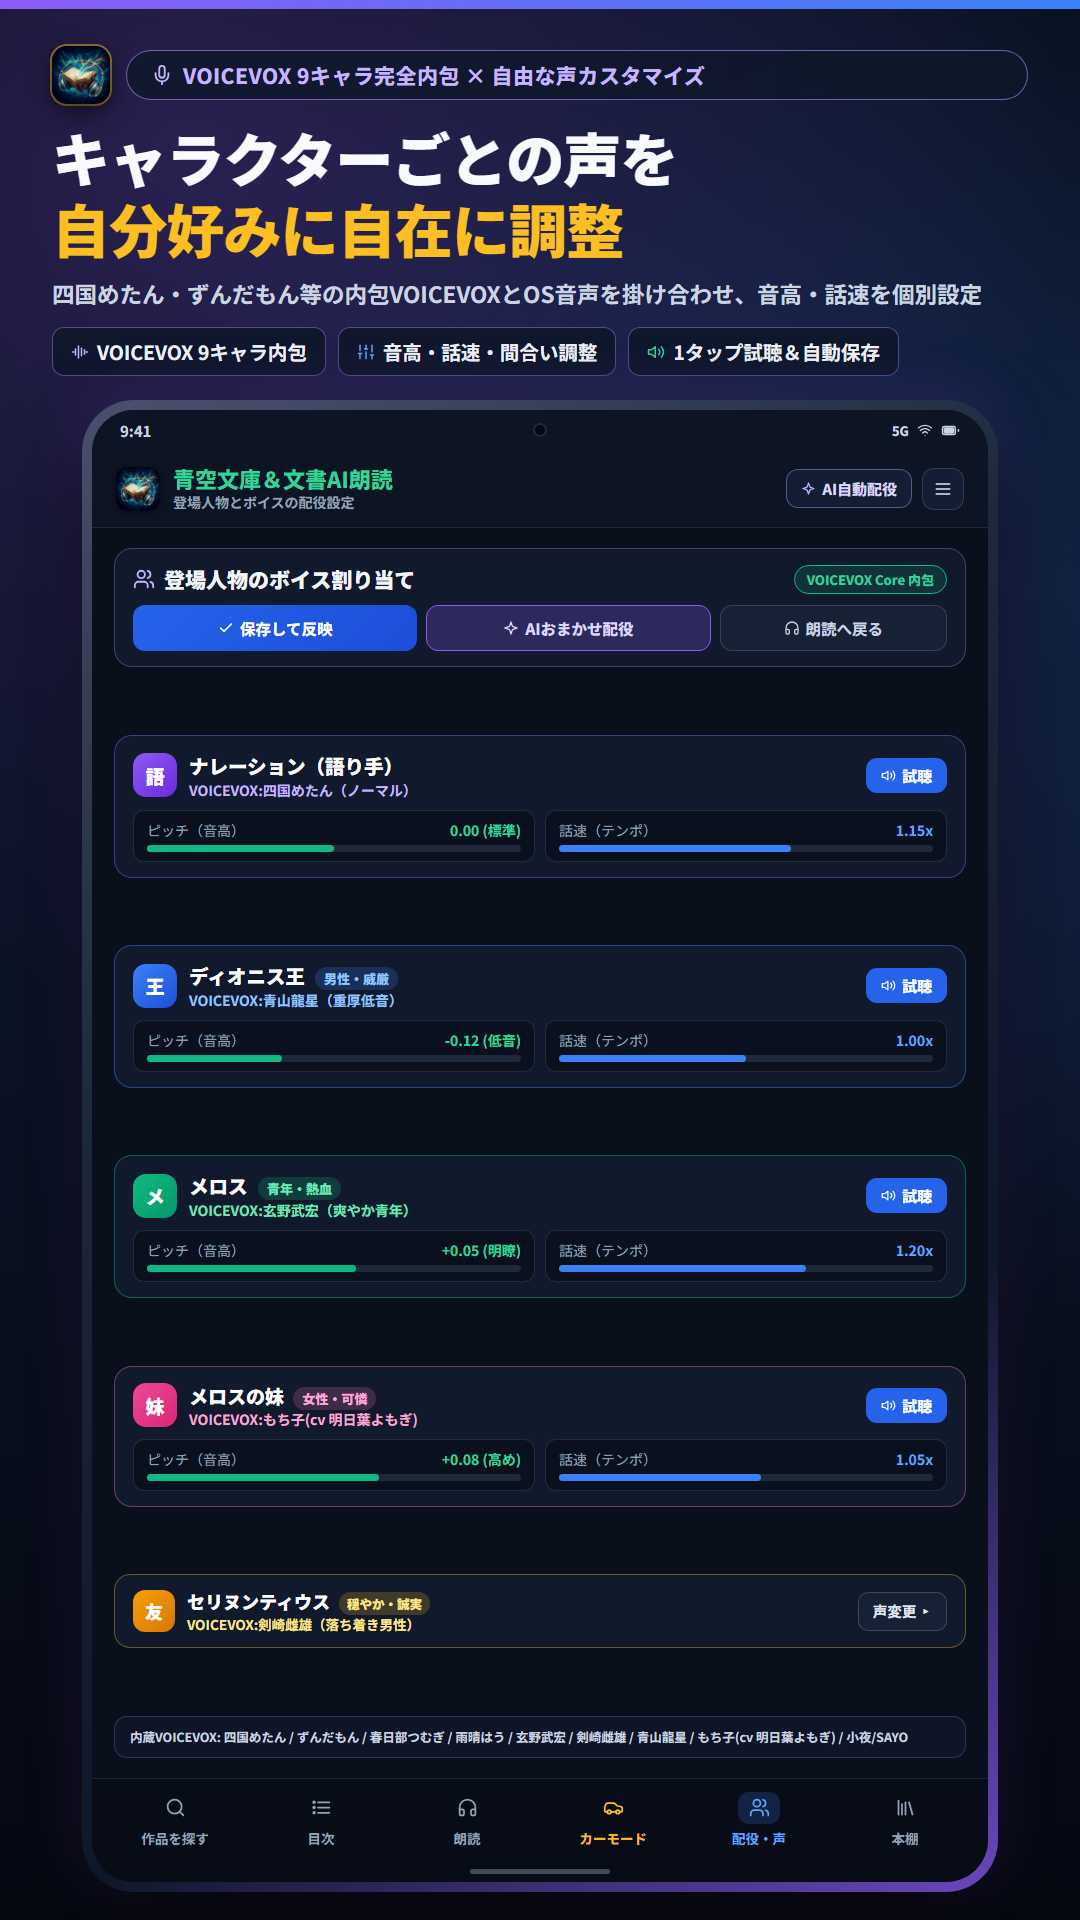 VOICEVOX 9キャラ完全内包 × 自由な声カスタマイズ
キャラクターごとの声を
自分好みに自在に調整
四国めたん・ずんだもん等の内包VOICEVOXとOS音声を掛け合わせ、音高・話速を個別設定
VOICEVOX 9キャラ内包
音高・話速・間合い調整
1タップ試聴＆自動保存
9:41
5G
青空文庫＆文書AI朗読
登場人物とボイスの配役設定
AI自動配役
登場人物のボイス割り当て
VOICEVOX Core 内包
保存して反映
AIおまかせ配役
朗読へ戻る
語
ナレーション（語り手）
VOICEVOX:四国めたん（ノーマル）
試聴
ピッチ（音高）
0.00 (標準)
話速（テンポ）
1.15x
王
ディオニス王
男性・威厳
VOICEVOX:青山龍星（重厚低音）
試聴
ピッチ（音高）
-0.12 (低音)
話速（テンポ）
1.00x
メ
メロス
青年・熱血
VOICEVOX:玄野武宏（爽やか青年）
試聴
ピッチ（音高）
+0.05 (明瞭)
話速（テンポ）
1.20x
妹
メロスの妹
女性・可憐
VOICEVOX:もち子(cv 明日葉よもぎ)
試聴
ピッチ（音高）
+0.08 (高め)
話速（テンポ）
1.05x
友
セリヌンティウス
穏やか・誠実
VOICEVOX:剣崎雌雄（落ち着き男性）
声変更 ▸
内蔵VOICEVOX: 四国めたん / ずんだもん / 春日部つむぎ / 雨晴はう / 玄野武宏 / 剣崎雌雄 / 青山龍星 / もち子(cv 明日葉よもぎ) / 小夜/SAYO
作品を探す
目次
朗読
カーモード
配役・声
本棚